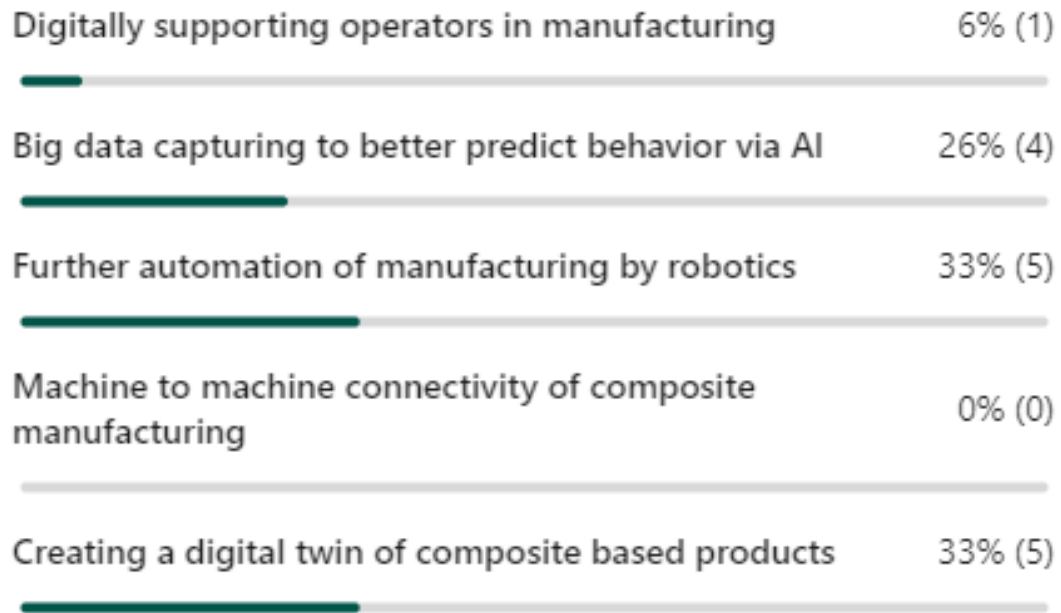 Digitally supporting operators in manufacturing 6% (1)
Big data capturing to better predict behavior via AI 26% (4)
Further automation of manufacturing by robotics 33% (5)
Machine to machine connectivity of composite
manufacturing
0% (0)
Creating a digital twin of composite based products 33% (5)